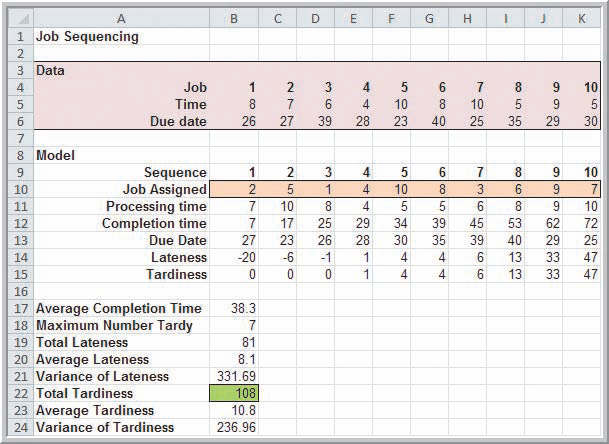 A B C D E F G H I J K
1 Job Sequencing
2
3 Data
4 Job 1 2 3 4 5 6 7 8 9 10
5 Time 8 7 6 4 10 8 10 5 9 5
6 Due date 26 27 39 28 23 40 25 35 29 30
7
8 Model
9 Sequence 1 2 3 4 5 6 7 8 9 10
10 Job Assigned 2 5 1 4 10 8 3 6 9 7
11 Processing time 7 10 8 4 5 5 6 8 9 10
12 Completion time 7 17 25 29 34 39 45 53 62 72
13 Due Date 27 23 26 28 30 35 39 40 29 25
14 Lateness -20 -6 -1 1 4 4 6 13 33 47
15 Tardiness 0 0 0 1 4 4 6 13 33 47
16
17 Average Completion Time 38.3
18 Maximum Number Tardy 7
19 Total Lateness 81
20 Average Lateness 8.1
21 Variance of Lateness 331.69
22 Total Tardiness 108
23 Average Tardiness 10.8
24 Variance of Tardiness 236.96